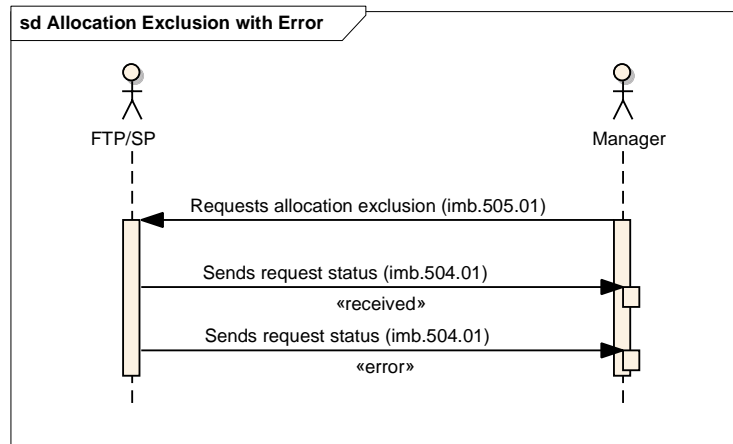 sd Allocation Exclusion with Error
FTP/SP
Manager
Requests allocation exclusion (imb.505.01)
Sends request status (imb.504.01)
«received»
Sends request status (imb.504.01)
«error»